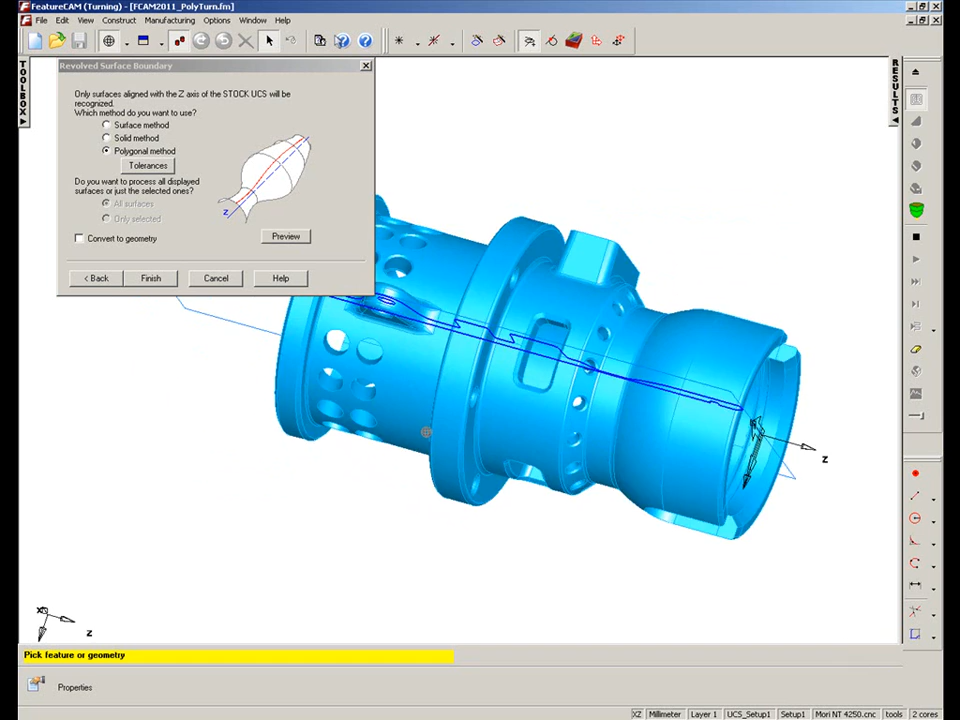 FeatureCAM (Turning) - [FCAM2011_PolyTurn.fm]
File Edit View Construct Manufacturing Options Window Help
TOOLBOX
RESULTS
Revolved Surface Boundary
Only surfaces aligned with the Z axis of the STOCK UCS will be
recognized.
Which method do you want to use?
Surface method
Solid method
Polygonal method
Tolerances
Do you want to process all displayed
surfaces or just the selected ones?
All surfaces
Only selected
Z
Convert to geometry
Preview
< Back Finish Cancel Help
z
x
z
Pick feature or geometry
Properties
XZ Millimeter Layer 1 UCS_Setup1 Setup1 Mori NT 4250.cnc tools 2 cores